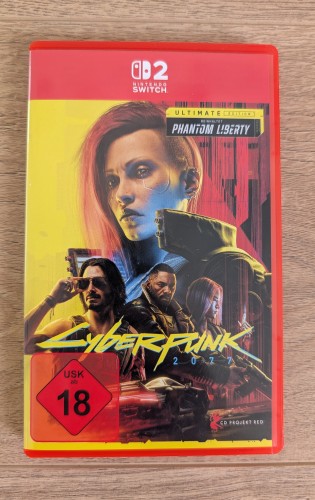 2
NINTENDO
SWITCH
ULTIMATE EDITION
PHANTOM LIBERTY
Cyberpunk
2077
USK
ab
18
CD PROJEKT RED